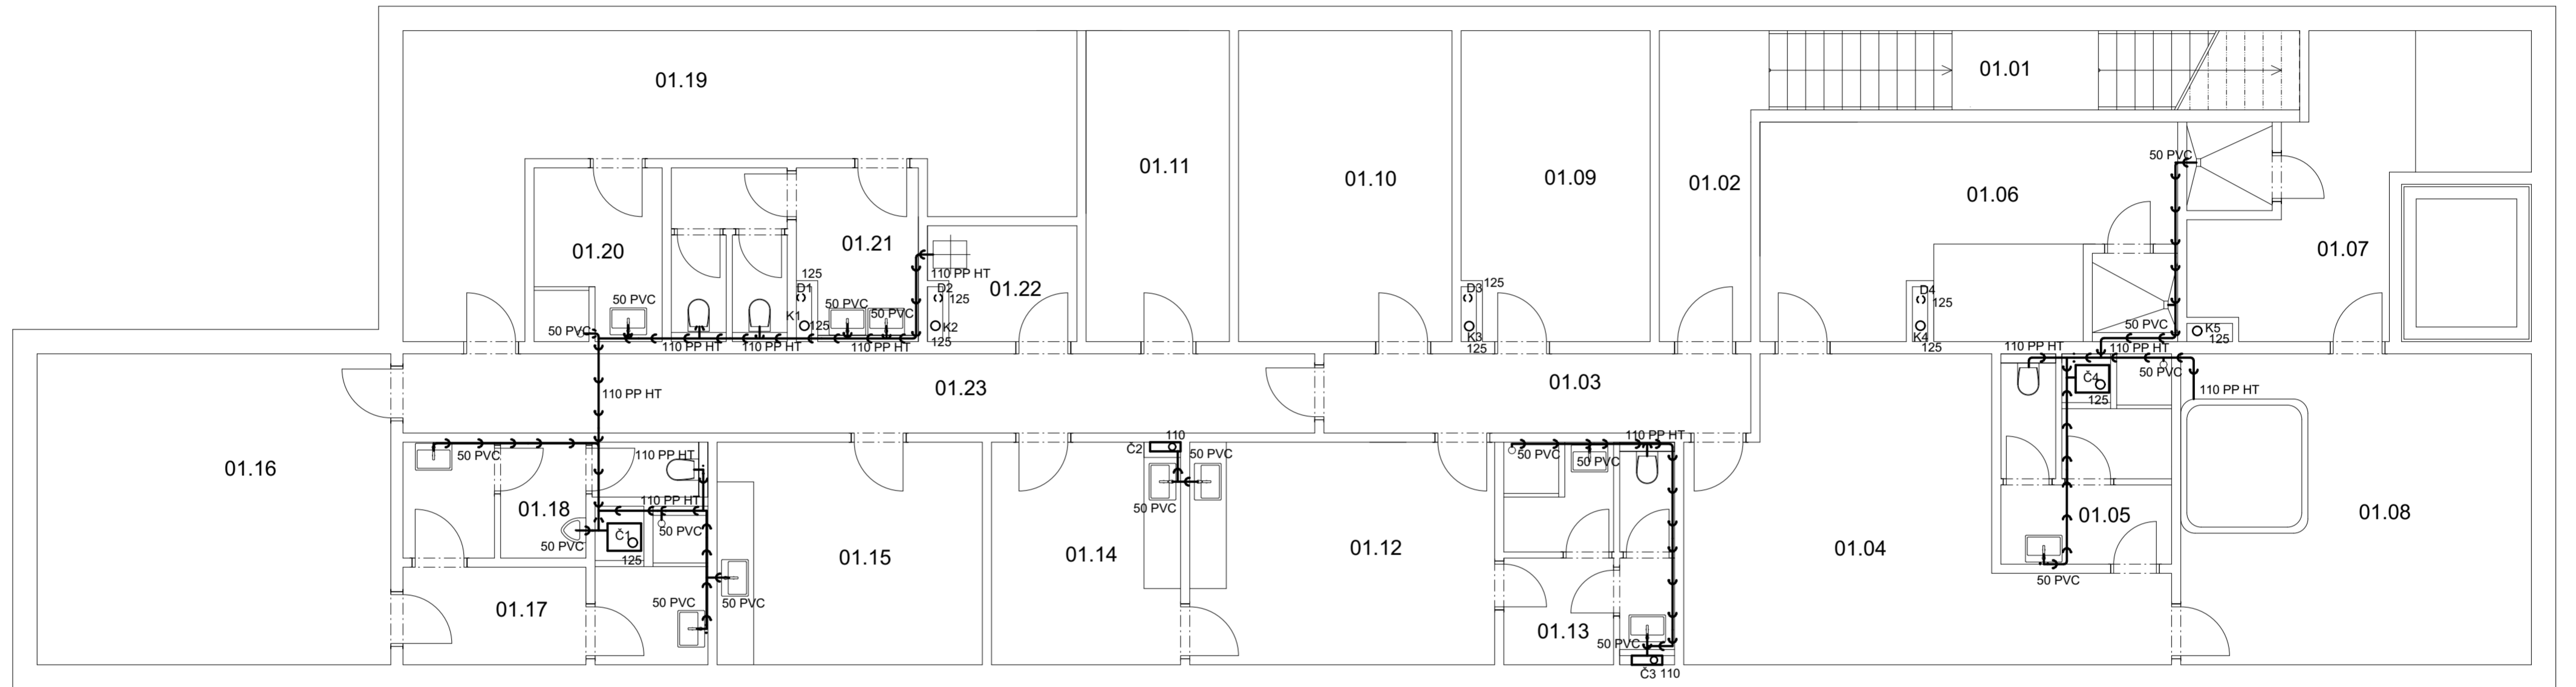 01.19
01.01
01.11
01.10
01.09
01.02
01.06
50 PVC
01.07
01.20
01.21
01.22
110 PP HT
125
D1
K1
125
50 PVC
50 PVC
50 PVC
50 PVC
D2
125
K2
125
110 PP HT
110 PP HT
110 PP HT
D3
125
K3
125
D4
125
K4
125
50 PVC
K5
125
110 PP HT
110 PP HT
50 PVC
Č4
125
110 PP HT
01.23
01.03
110 PP HT
01.16
50 PVC
110 PP HT
110 PP HT
01.18
50 PVC
Č1
125
50 PVC
01.17
50 PVC
50 PVC
01.15
01.14
Č2
110
50 PVC
50 PVC
01.12
50 PVC
50 PVC
110 PP HT
01.13
50 PVC
Č3 110
01.04
01.05
50 PVC
01.08